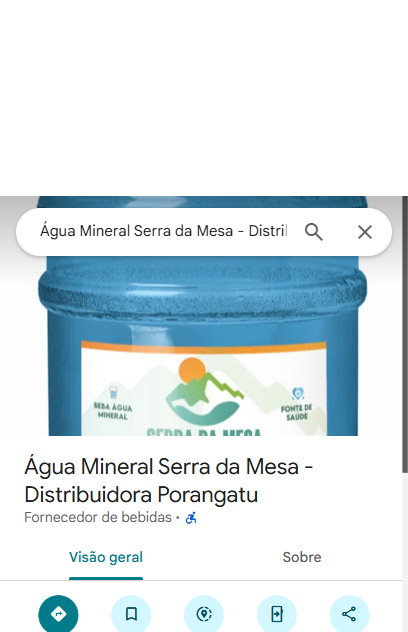 Água Mineral Serra da Mesa - Distri
BEBA ÁGUA
MINERAL
FONTE DE
SAÚDE
SERRA DA MESA
Água Mineral Serra da Mesa -
Distribuidora Porangatu
Fornecedor de bebidas ·
Visão geral
Sobre